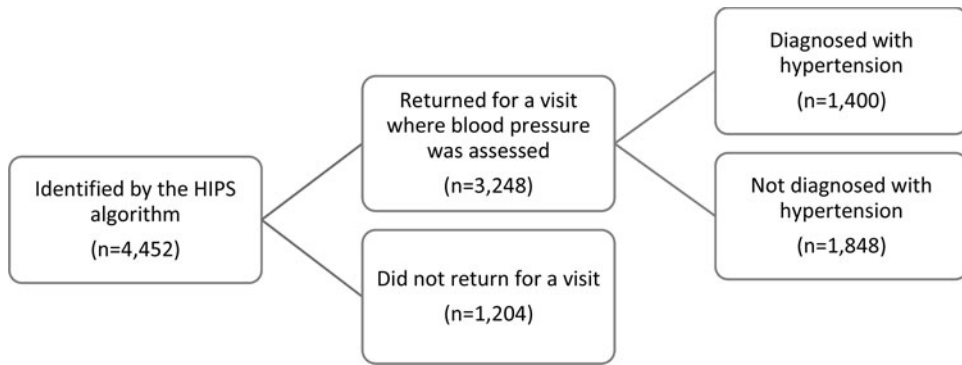 Identified by the HIPS
algorithm
(n=4,452)
Returned for a visit
where blood pressure
was assessed
(n=3,248)
Did not return for a visit
(n=1,204)
Diagnosed with
hypertension
(n=1,400)
Not diagnosed with
hypertension
(n=1,848)